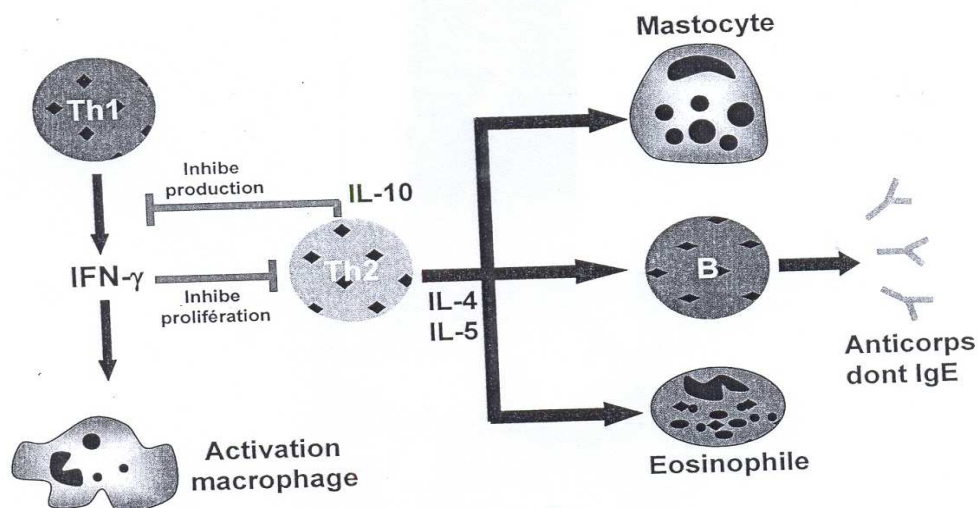 Mastocyte
Th1
Inhibe
production
IL-10
IFN-γ
Th2
B
Inhibe
prolifération
IL-4
IL-5
Anticorps
dont IgE
Activation
macrophage
Eosinophile